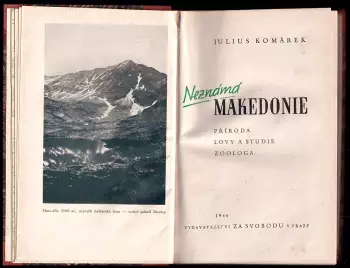 JULIUS KOMÁREK
Neznámá
MAKEDONIE
PŘÍRODA
LOVY A STUDIE
ZOOLOGA
1946
VYDAVATELSTVÍ ZA SVOBODU V PRAZE